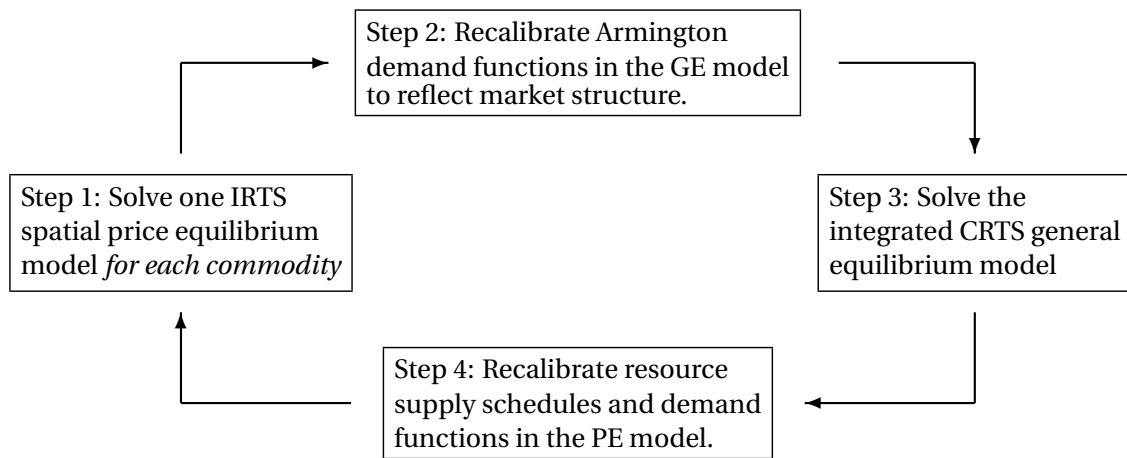 Step 2: Recalibrate Armington
demand functions in the GE model
to reflect market structure.
Step 1: Solve one IRTS
spatial price equilibrium
model for each commodity
Step 3: Solve the
integrated CRTS general
equilibrium model
Step 4: Recalibrate resource
supply schedules and demand
functions in the PE model.